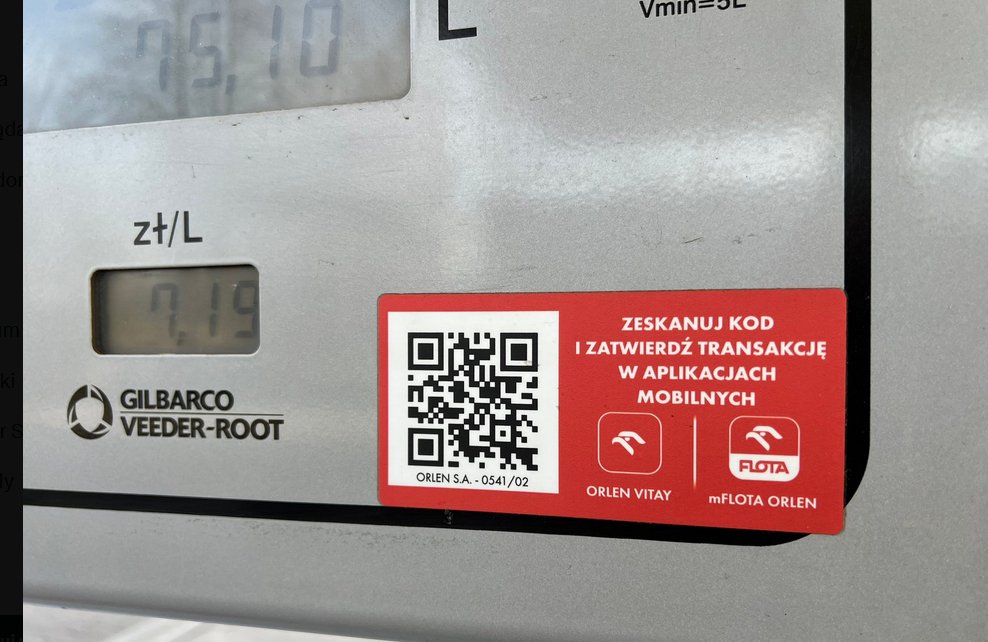 75,10
L
Vmin=5L
zł/L
7,19
GILBARCO
VEEDER-ROOT
ZESKANUJ KOD
I ZATWIERDŹ TRANSAKCJĘ
W APLIKACJACH
MOBILNYCH
FLOTA
ORLEN S.A. - 0541/02
ORLEN VITAY
mFLOTA ORLEN